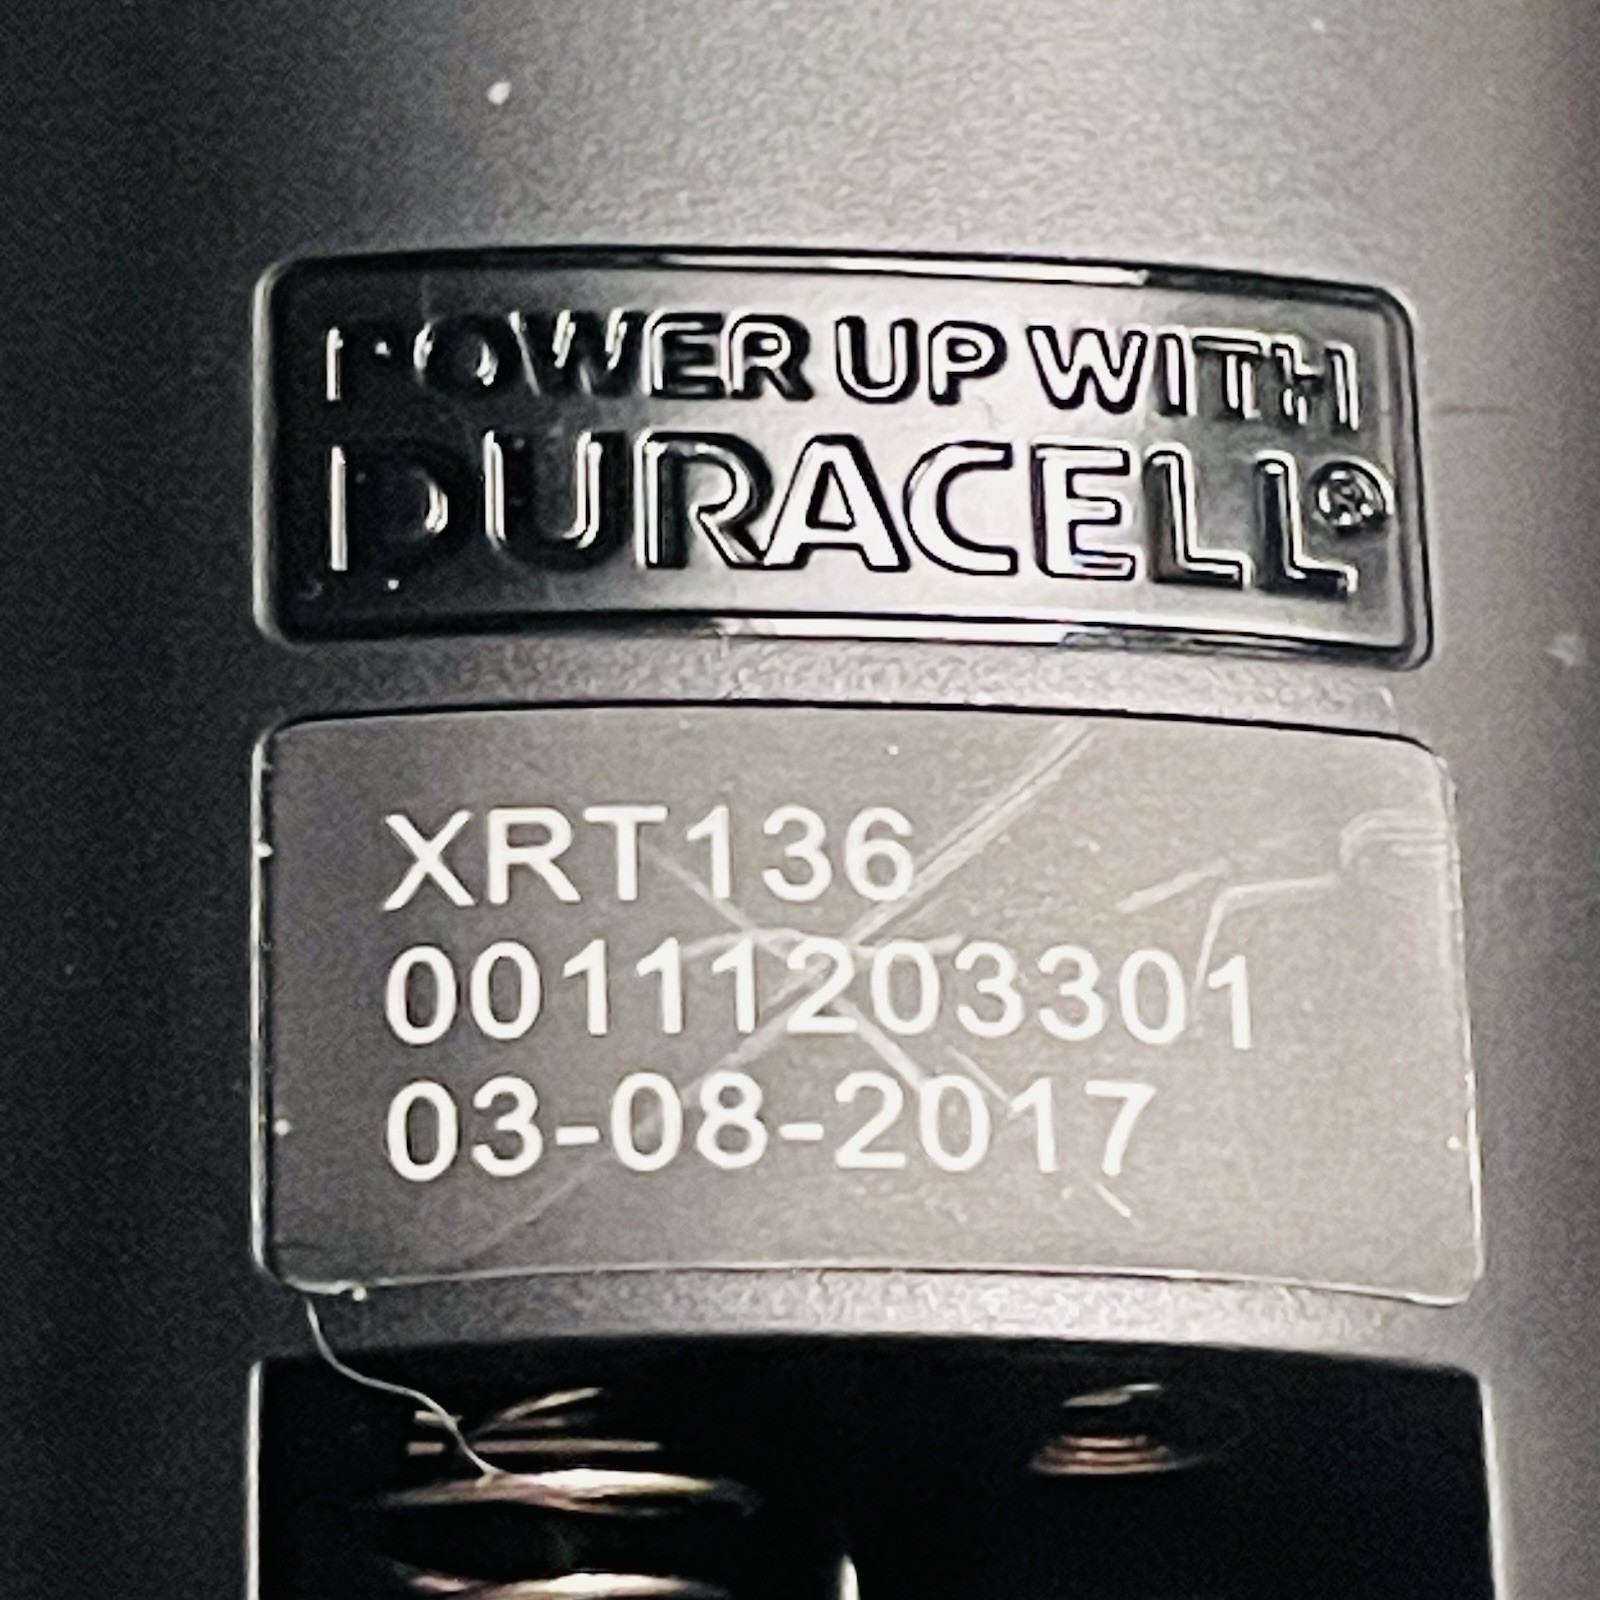 POWER UP WITH
DURACELL®
XRT136
00111203301
03-08-2017